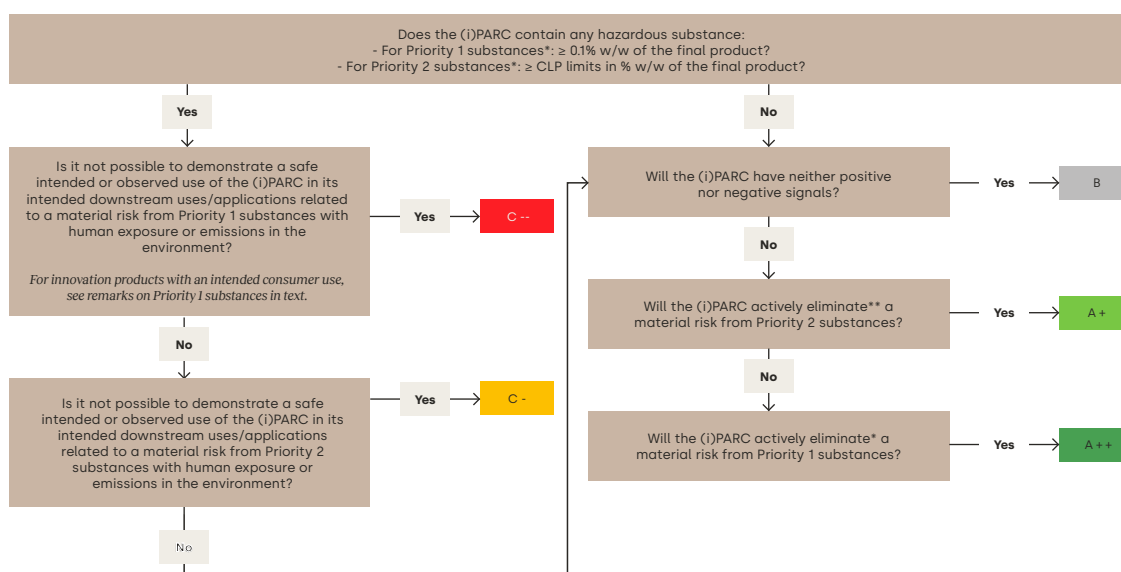 Does the (i)PARC contain any hazardous substance:
- For Priority 1 substances*: ≥ 0.1% w/w of the final product?
- For Priority 2 substances*: ≥ CLP limits in % w/w of the final product?
Yes
No
Is it not possible to demonstrate a safe
intended or observed use of the (i)PARC in its
intended downstream uses/applications related
to a material risk from Priority 1 substances with
human exposure or emissions in the
environment?
For innovation products with an intended consumer use,
see remarks on Priority 1 substances in text.
Yes
C --
Will the (i)PARC have neither positive
nor negative signals?
Yes
B
No
No
Will the (i)PARC actively eliminate** a
material risk from Priority 2 substances?
Yes
A +
No
Is it not possible to demonstrate a safe
intended or observed use of the (i)PARC in its
intended downstream uses/applications
related to a material risk from Priority 2
substances with human exposure or
emissions in the environment?
Yes
C -
Will the (i)PARC actively eliminate* a
material risk from Priority 1 substances?
Yes
A ++
No